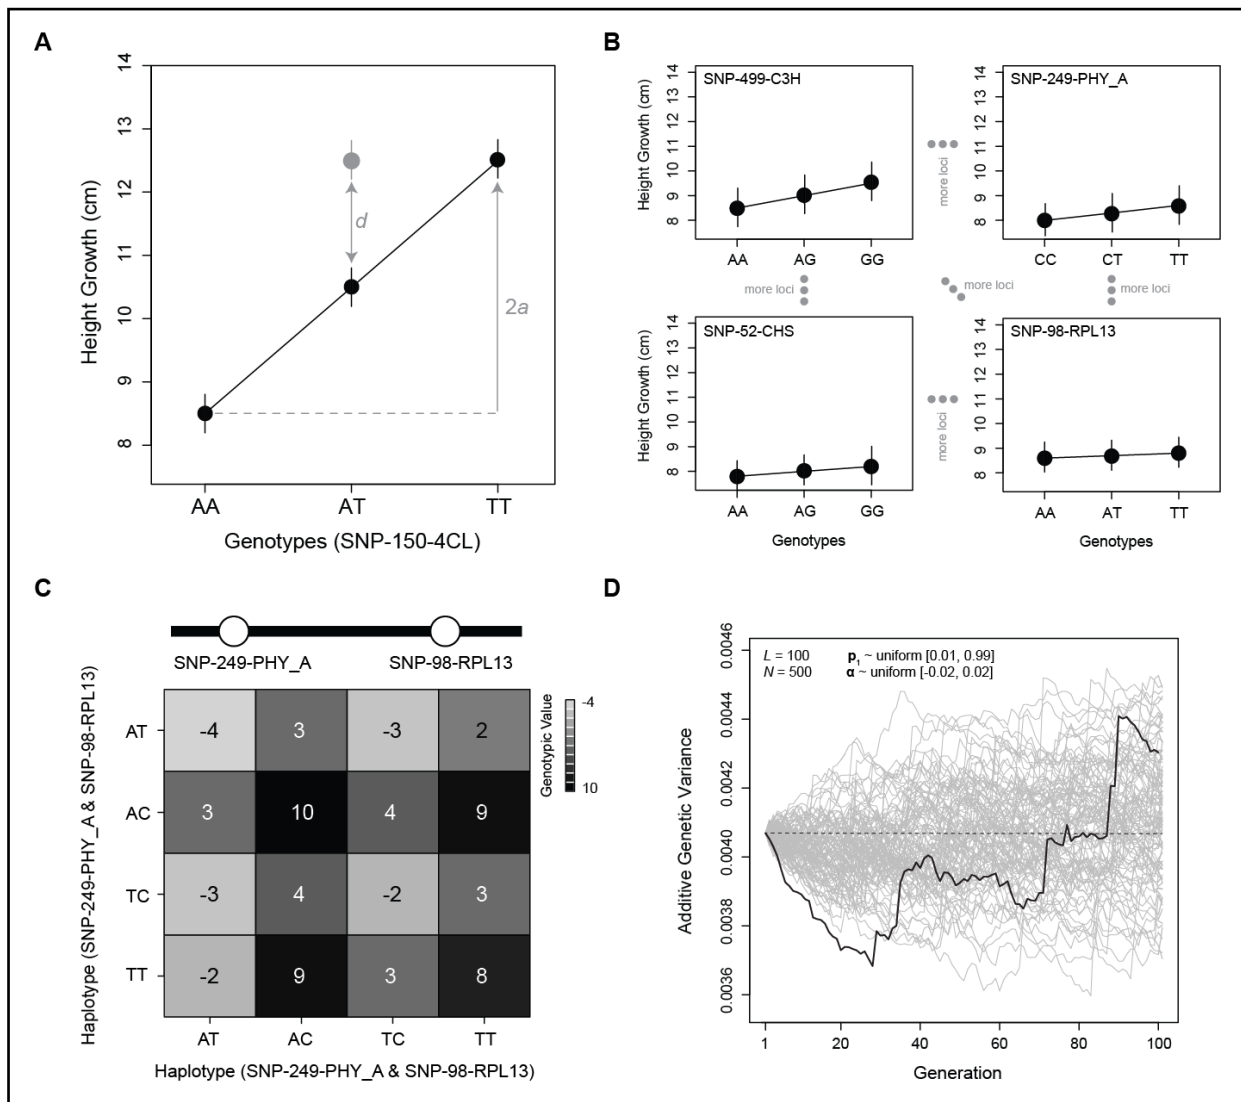 A
14
13
12
11
10
9
8
Height Growth (cm)
d
2a
AA AT TT
Genotypes (SNP-150-4CL)
B
SNP-499-C3H
14
13
12
11
10
9
8
Height Growth (cm)
AA AG GG
more loci
SNP-249-PHY_A
14
13
12
11
10
9
8
CC CT TT
more loci
more loci
more loci
SNP-52-CHS
14
13
12
11
10
9
8
Height Growth (cm)
AA AG GG
Genotypes
more loci
SNP-98-RPL13
14
13
12
11
10
9
8
AA AT TT
Genotypes
C
SNP-249-PHY_A SNP-98-RPL13
Haplotype (SNP-249-PHY_A & SNP-98-RPL13)
AT -4 3 -3 2
AC 3 10 4 9
TC -3 4 -2 3
TT -2 9 3 8
AT AC TC TT
Haplotype (SNP-249-PHY_A & SNP-98-RPL13)
Genotypic Value
-4
10
D
L = 100 p1 ~ uniform [0.01, 0.99]
N = 500 α ~ uniform [-0.02, 0.02]
0.0046
0.0044
0.0042
0.0040
0.0038
0.0036
Additive Genetic Variance
1 20 40 60 80 100
Generation